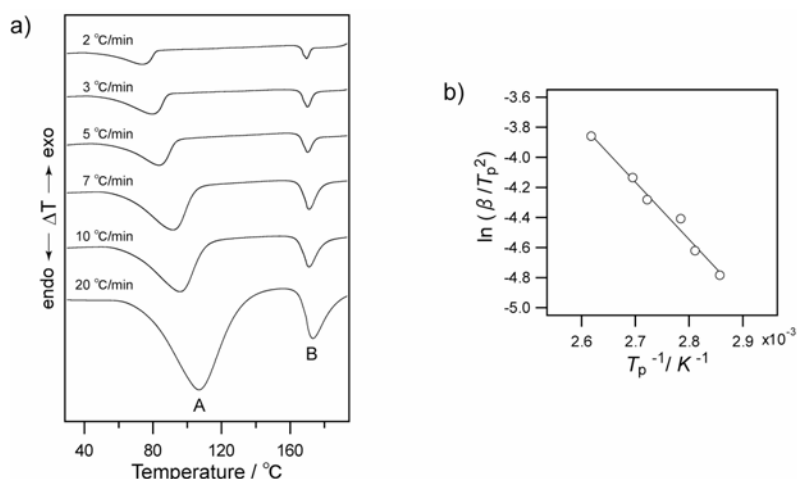 a)
2 °C/min
3 °C/min
5 °C/min
7 °C/min
10 °C/min
20 °C/min
endo ← ΔT → exo
A
B
40 80 120 160
Temperature / °C
b)
-3.6
-3.8
-4.0
-4.2
-4.4
-4.6
-4.8
-5.0
ln (β/Tp²)
2.6 2.7 2.8 2.9 x10⁻³
Tp⁻¹/ K⁻¹